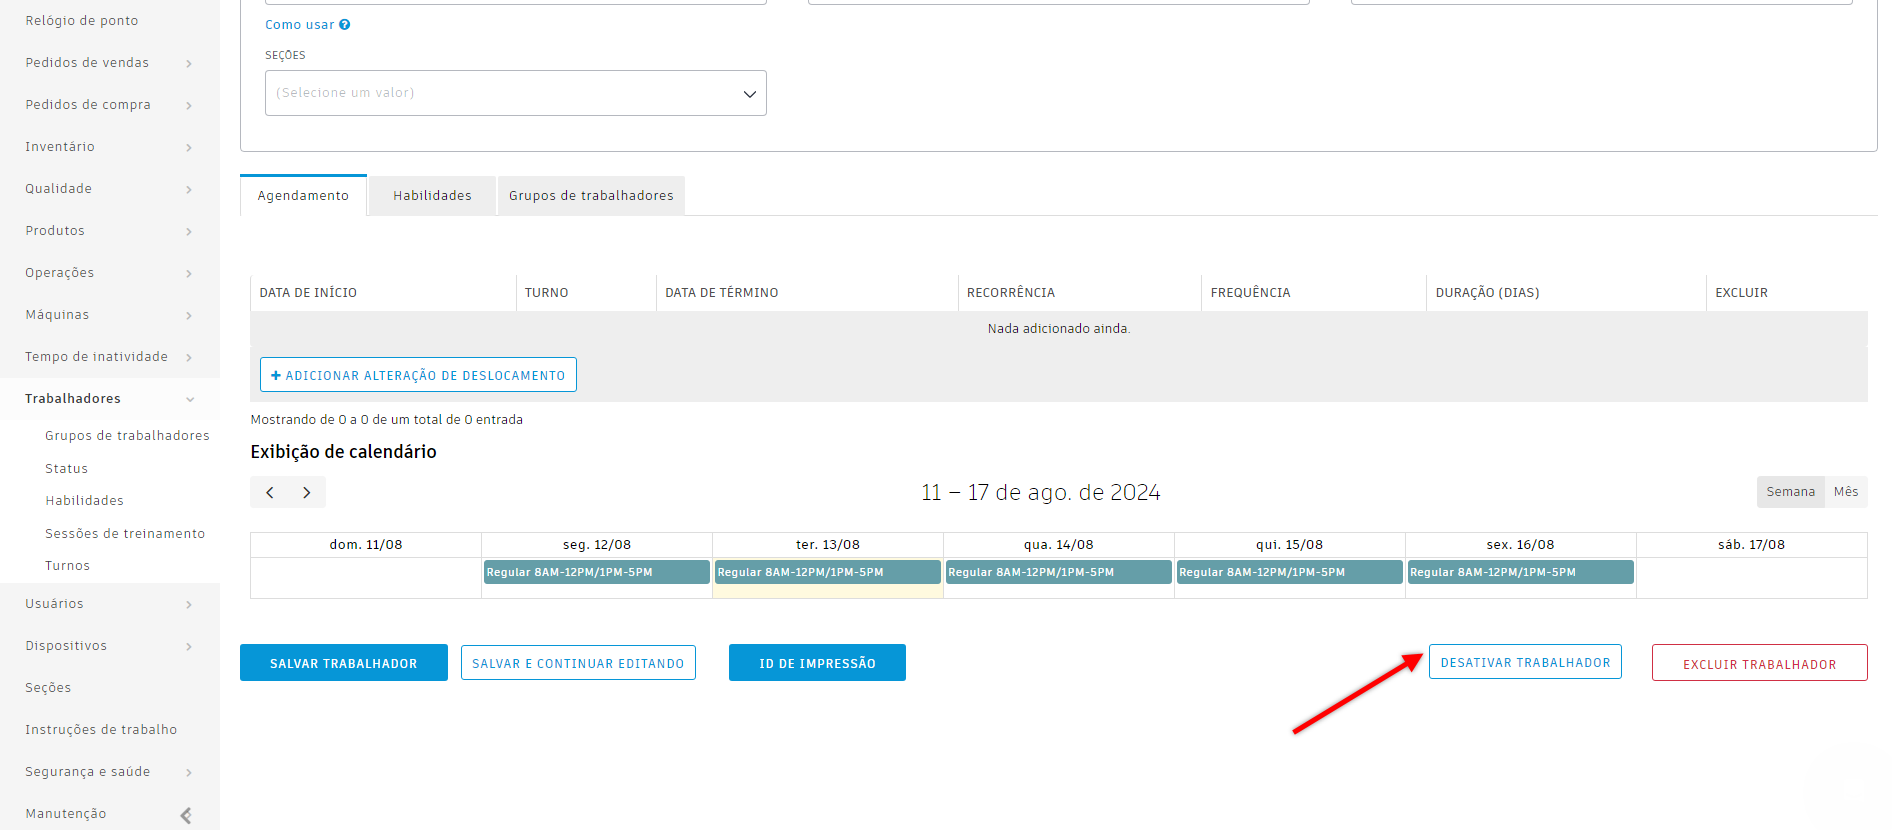 Relógio de ponto
Pedidos de vendas
Pedidos de compra
Inventário
Qualidade
Produtos
Operações
Máquinas
Tempo de inatividade
Trabalhadores
Grupos de trabalhadores
Status
Habilidades
Sessões de treinamento
Turnos
Usuários
Dispositivos
Seções
Instruções de trabalho
Segurança e saúde
Manutenção
Como usar ?
SEÇÕES
(Selecione um valor)
Agendamento Habilidades Grupos de trabalhadores
DATA DE INÍCIO TURNO DATA DE TÉRMINO RECORRÊNCIA FREQUÊNCIA DURAÇÃO (DIAS) EXCLUIR
Nada adicionado ainda.
+ ADICIONAR ALTERAÇÃO DE DESLOCAMENTO
Mostrando de 0 a 0 de um total de 0 entrada
Exibição de calendário
11 – 17 de ago. de 2024 Semana Mês
dom. 11/08 seg. 12/08 ter. 13/08 qua. 14/08 qui. 15/08 sex. 16/08 sáb. 17/08
Regular 8AM-12PM/1PM-5PM Regular 8AM-12PM/1PM-5PM Regular 8AM-12PM/1PM-5PM Regular 8AM-12PM/1PM-5PM Regular 8AM-12PM/1PM-5PM
SALVAR TRABALHADOR SALVAR E CONTINUAR EDITANDO ID DE IMPRESSÃO DESATIVAR TRABALHADOR EXCLUIR TRABALHADOR